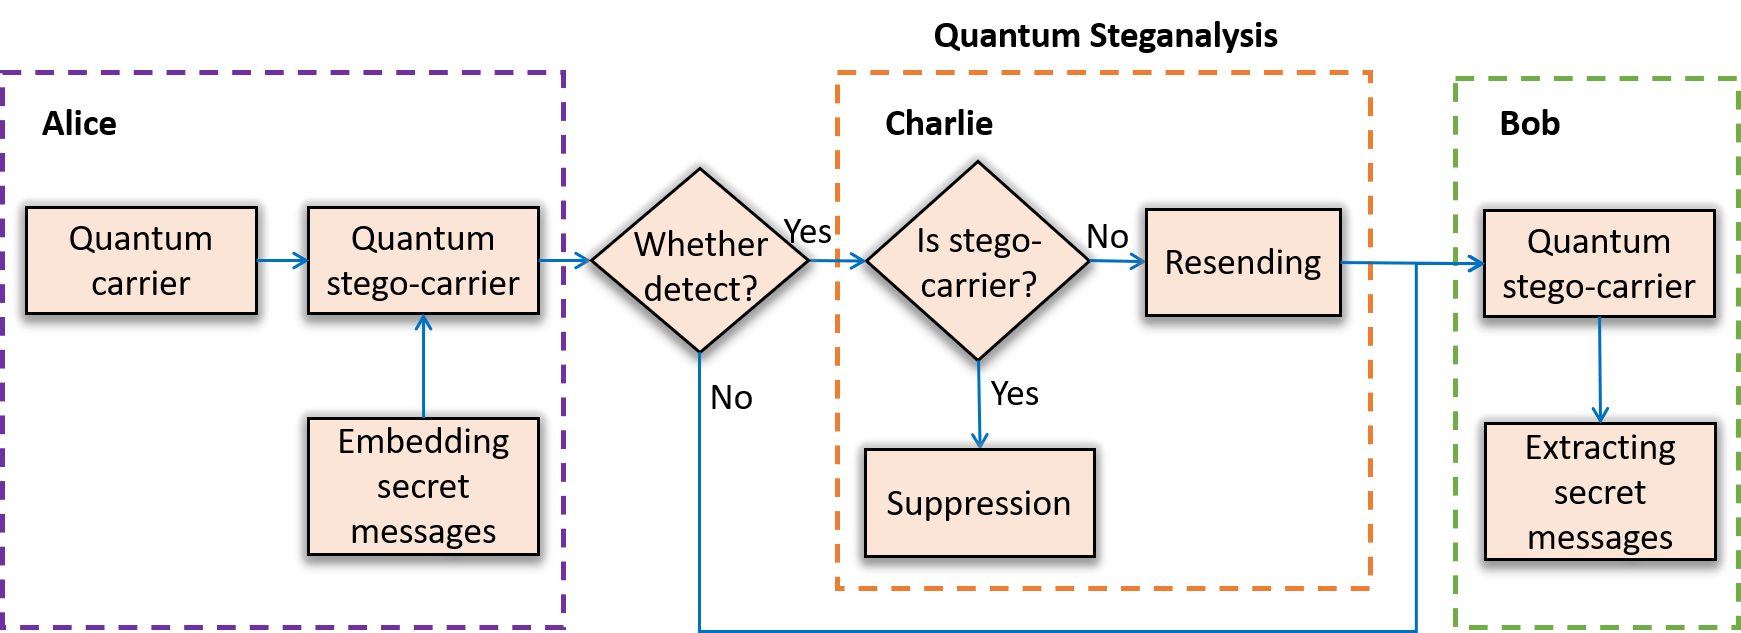 Quantum Steganalysis
Alice
Quantum
carrier
Quantum
stego-carrier
Embedding
secret
messages
Whether
detect?
Yes
No
Charlie
Is stego-
carrier?
No
Yes
Resending
Suppression
Bob
Quantum
stego-carrier
Extracting
secret
messages